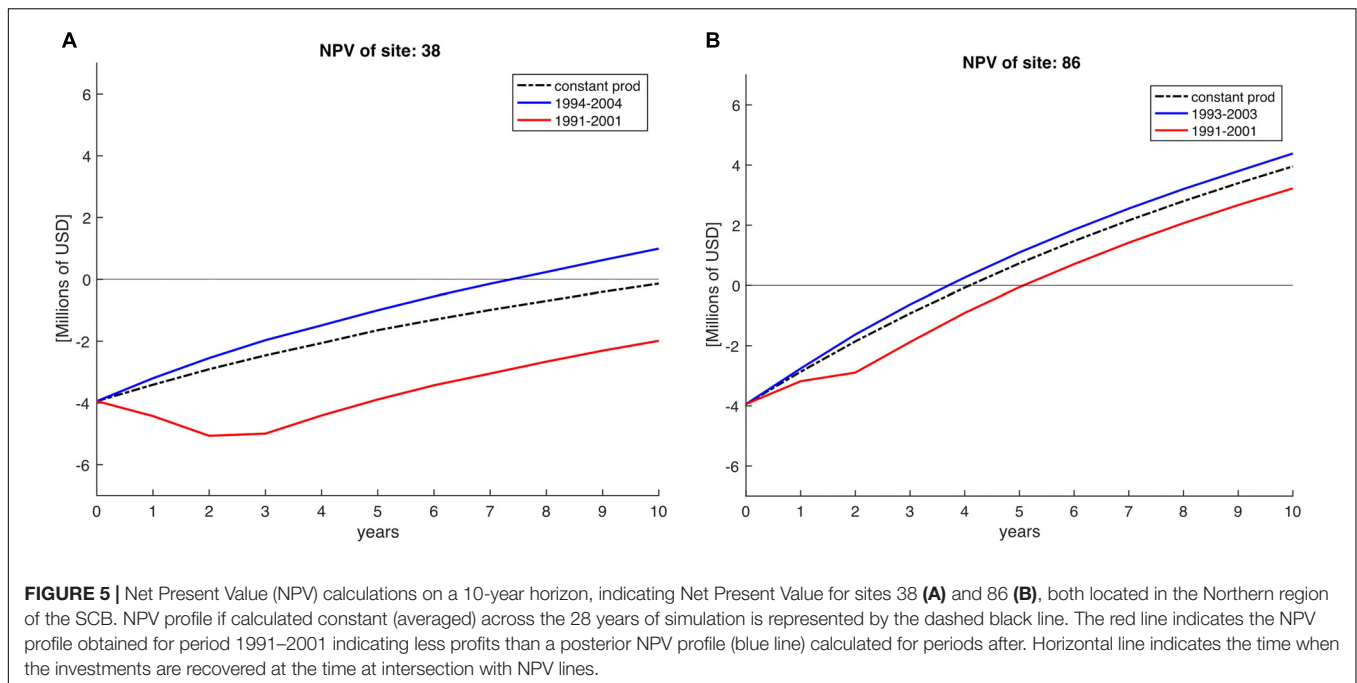 A
NPV of site: 38
constant prod
1994-2004
1991-2001
[Millions of USD]
6
4
2
0
-2
-4
-6
0 1 2 3 4 5 6 7 8 9 10
years
B
NPV of site: 86
constant prod
1993-2003
1991-2001
[Millions of USD]
6
4
2
0
-2
-4
-6
0 1 2 3 4 5 6 7 8 9 10
years
FIGURE 5 | Net Present Value (NPV) calculations on a 10-year horizon, indicating Net Present Value for sites 38 (A) and 86 (B), both located in the Northern region
of the SCB. NPV profile if calculated constant (averaged) across the 28 years of simulation is represented by the dashed black line. The red line indicates the NPV
profile obtained for period 1991–2001 indicating less profits than a posterior NPV profile (blue line) calculated for periods after. Horizontal line indicates the time when
the investments are recovered at the time at intersection with NPV lines.